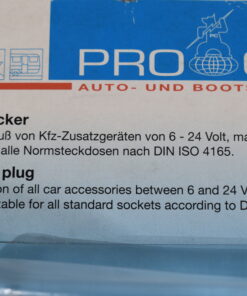 PRO
AUTO- UND BOOTS
cker
uß von Kfz-Zusatzgeräten von 6 - 24 Volt, ma
alle Normsteckdosen nach DIN ISO 4165.
plug
on of all car accessories between 6 and 24 V
table for all standard sockets according to D